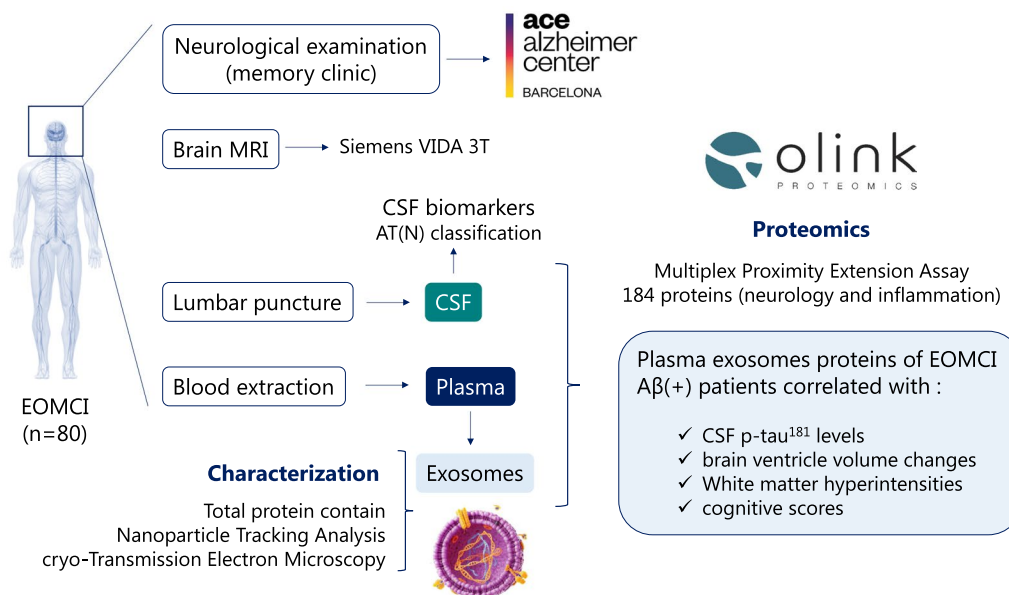 Neurological examination
(memory clinic)
ace
alzheimer
center
BARCELONA
Brain MRI
Siemens VIDA 3T
olink
PROTEOMICS
CSF biomarkers
AT(N) classification
Proteomics
Multiplex Proximity Extension Assay
184 proteins (neurology and inflammation)
Lumbar puncture
CSF
Blood extraction
Plasma
EOMCI
(n=80)
Plasma exosomes proteins of EOMCI
Aβ(+) patients correlated with :
✓ CSF p-tau¹⁸¹ levels
✓ brain ventricle volume changes
✓ White matter hyperintensities
✓ cognitive scores
Characterization
Exosomes
Total protein contain
Nanoparticle Tracking Analysis
cryo-Transmission Electron Microscopy